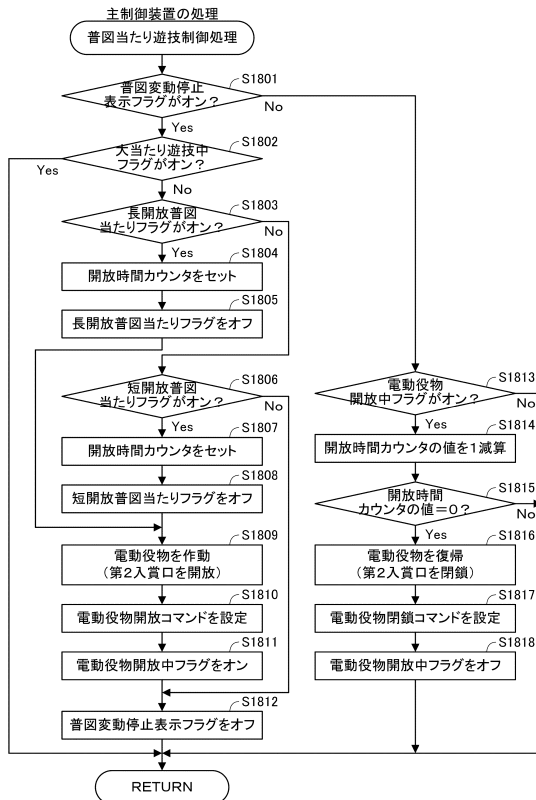 主制御装置の処理
普図当たり遊技制御処理
S1801
普図変動停止
表示フラグがオン?
No
Yes
S1802
大当たり遊技中
フラグがオン?
Yes
No
S1803
長開放普図
当たりフラグがオン?
No
Yes
S1804
開放時間カウンタをセット
S1805
長開放普図当たりフラグをオフ
S1806
短開放普図
当たりフラグがオン?
No
Yes
S1807
開放時間カウンタをセット
S1808
短開放普図当たりフラグをオフ
S1809
電動役物を作動
(第2入賞口を開放)
S1810
電動役物開放コマンドを設定
S1811
電動役物開放中フラグをオン
S1812
普図変動停止表示フラグをオフ
S1813
電動役物
開放中フラグがオン?
No
Yes
S1814
開放時間カウンタの値を1減算
S1815
開放時間
カウンタの値=0?
No
Yes
S1816
電動役物を復帰
(第2入賞口を閉鎖)
S1817
電動役物閉鎖コマンドを設定
S1818
電動役物開放中フラグをオフ
RETURN